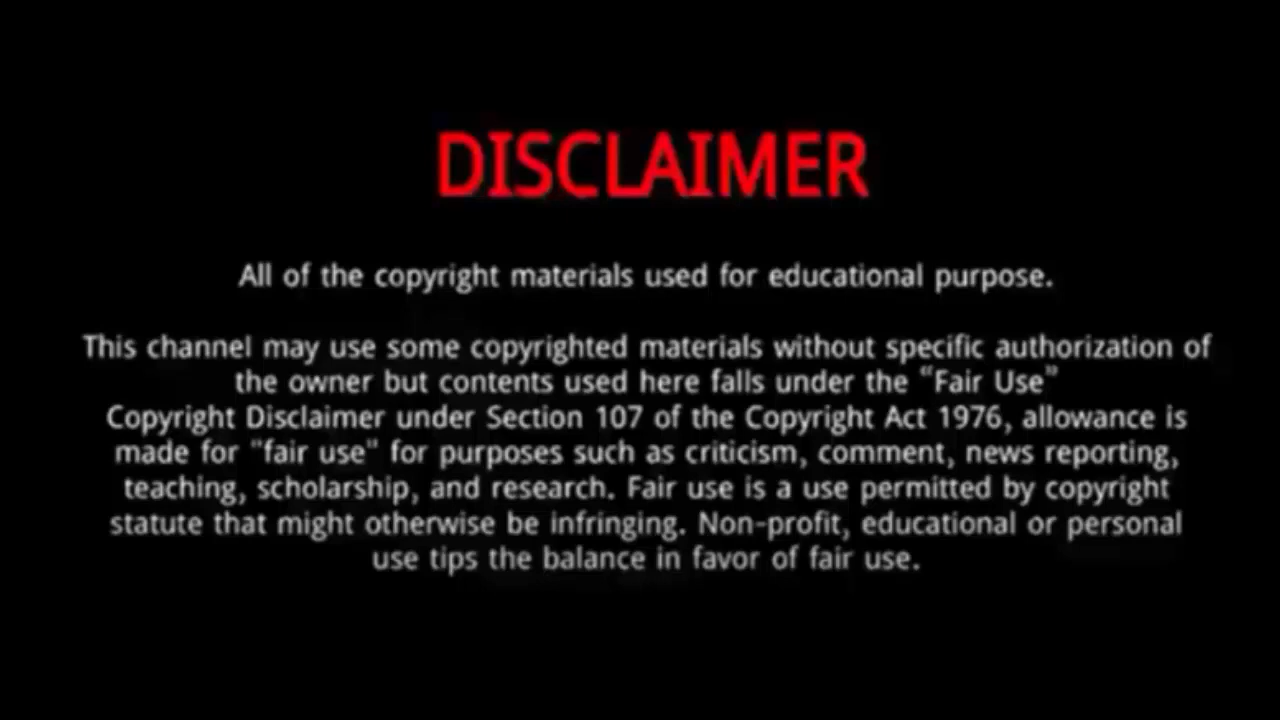 DISCLAIMER
All of the copyright materials used for educational purpose.
This channel may use some copyrighted materials without specific authorization of
the owner but contents used here falls under the “Fair Use”
Copyright Disclaimer under Section 107 of the Copyright Act 1976, allowance is
made for "fair use" for purposes such as criticism, comment, news reporting,
teaching, scholarship, and research. Fair use is a use permitted by copyright
statute that might otherwise be infringing. Non-profit, educational or personal
use tips the balance in favor of fair use.